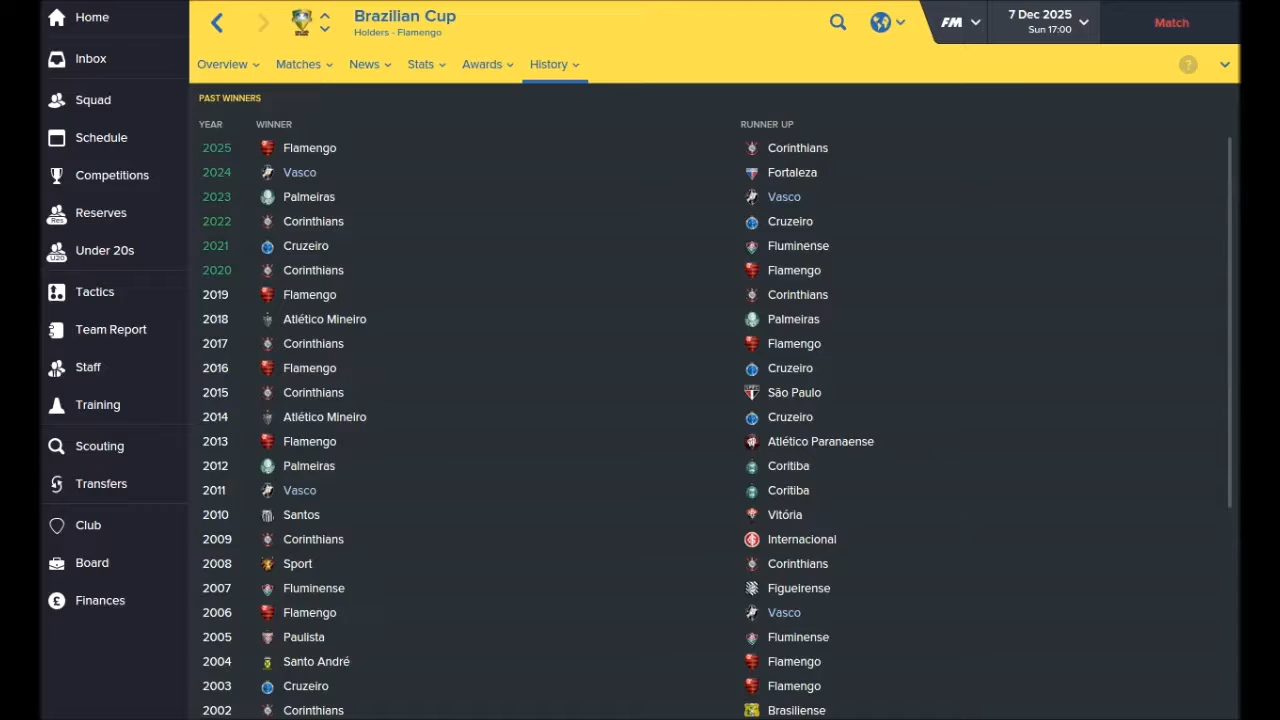 Home
Inbox
Squad
Schedule
Competitions
Res
Reserves
U20
Under 20s
Tactics
Team Report
Staff
Training
Scouting
Transfers
Club
Board
£
Finances
Brazilian Cup
Holders - Flamengo
FM
7 Dec 2025
Sun 17:00
Match
Overview Matches News Stats Awards History ?
PAST WINNERS
YEAR WINNER RUNNER UP
2025 Flamengo Corinthians
2024 Vasco Fortaleza
2023 Palmeiras Vasco
2022 Corinthians Cruzeiro
2021 Cruzeiro Fluminense
2020 Corinthians Flamengo
2019 Flamengo Corinthians
2018 Atlético Mineiro Palmeiras
2017 Corinthians Flamengo
2016 Flamengo Cruzeiro
2015 Corinthians São Paulo
2014 Atlético Mineiro Cruzeiro
2013 Flamengo Atlético Paranaense
2012 Palmeiras Coritiba
2011 Vasco Coritiba
2010 Santos Vitória
2009 Corinthians Internacional
2008 Sport Corinthians
2007 Fluminense Figueirense
2006 Flamengo Vasco
2005 Paulista Fluminense
2004 Santo André Flamengo
2003 Cruzeiro Flamengo
2002 Corinthians Brasiliense